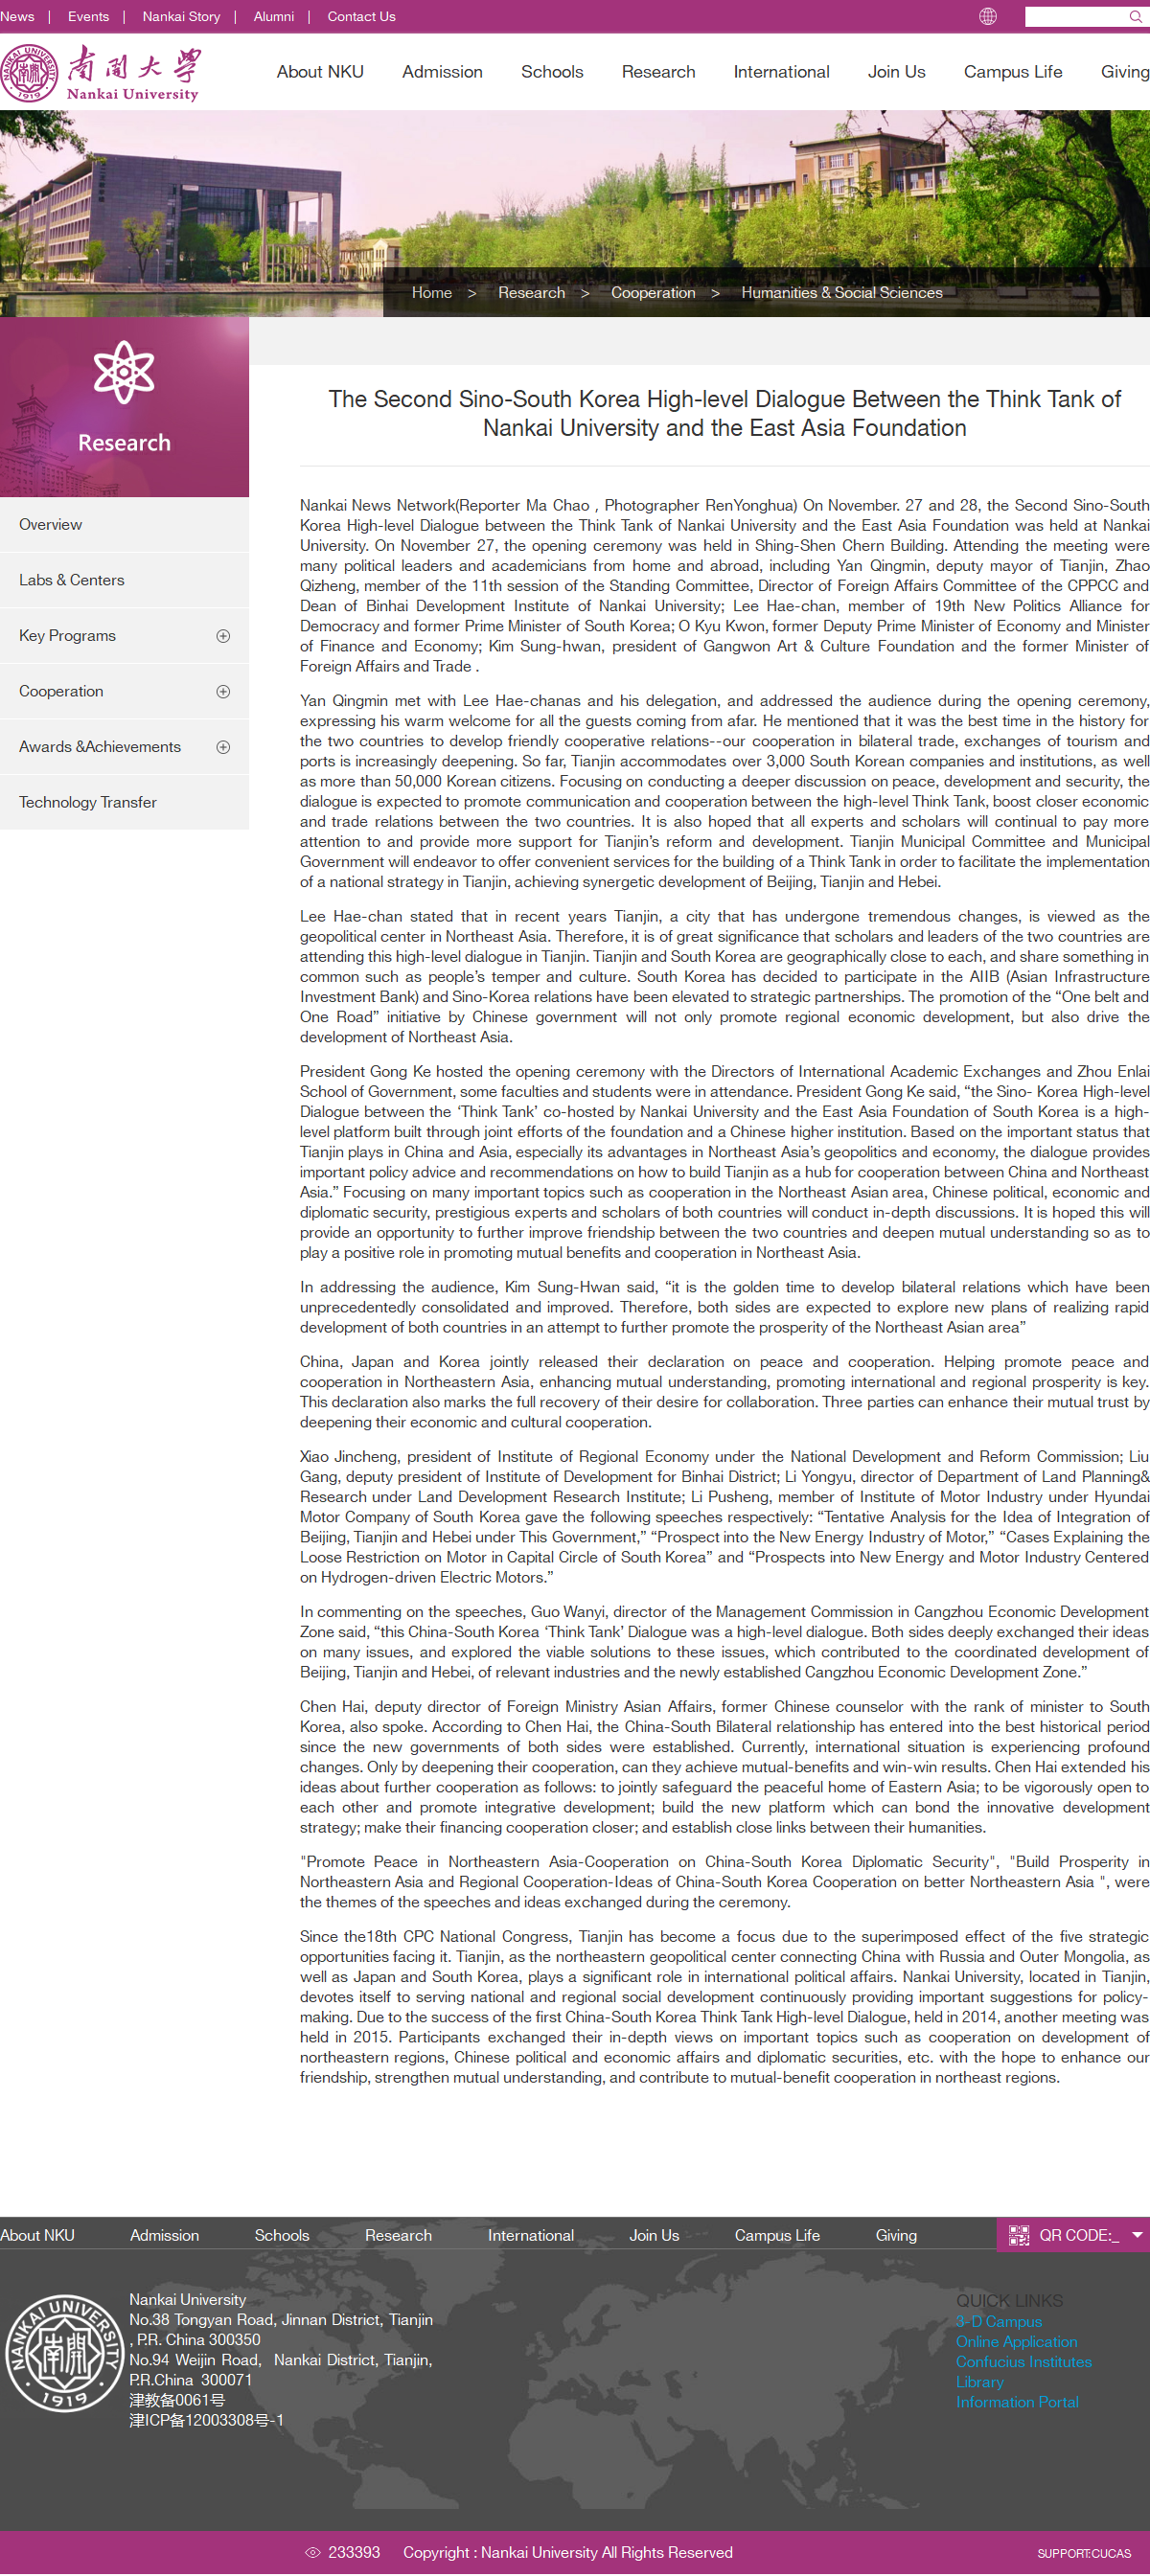 News | Events | Nankai Story | Alumni | Contact Us
南開大學
Nankai University
NANKAI UNIVERSITY
1919
About NKU Admission Schools Research International Join Us Campus Life Giving
Home > Research > Cooperation > Humanities & Social Sciences
Research
Overview
Labs & Centers
Key Programs
Cooperation
Awards &Achievements
Technology Transfer
The Second Sino-South Korea High-level Dialogue Between the Think Tank of
Nankai University and the East Asia Foundation
Nankai News Network(Reporter Ma Chao , Photographer RenYonghua) On November. 27 and 28, the Second Sino-South
Korea High-level Dialogue between the Think Tank of Nankai University and the East Asia Foundation was held at Nankai
University. On November 27, the opening ceremony was held in Shing-Shen Chern Building. Attending the meeting were
many political leaders and academicians from home and abroad, including Yan Qingmin, deputy mayor of Tianjin, Zhao
Qizheng, member of the 11th session of the Standing Committee, Director of Foreign Affairs Committee of the CPPCC and
Dean of Binhai Development Institute of Nankai University; Lee Hae-chan, member of 19th New Politics Alliance for
Democracy and former Prime Minister of South Korea; O Kyu Kwon, former Deputy Prime Minister of Economy and Minister
of Finance and Economy; Kim Sung-hwan, president of Gangwon Art & Culture Foundation and the former Minister of
Foreign Affairs and Trade .
Yan Qingmin met with Lee Hae-chanas and his delegation, and addressed the audience during the opening ceremony,
expressing his warm welcome for all the guests coming from afar. He mentioned that it was the best time in the history for
the two countries to develop friendly cooperative relations--our cooperation in bilateral trade, exchanges of tourism and
ports is increasingly deepening. So far, Tianjin accommodates over 3,000 South Korean companies and institutions, as well
as more than 50,000 Korean citizens. Focusing on conducting a deeper discussion on peace, development and security, the
dialogue is expected to promote communication and cooperation between the high-level Think Tank, boost closer economic
and trade relations between the two countries. It is also hoped that all experts and scholars will continual to pay more
attention to and provide more support for Tianjin’s reform and development. Tianjin Municipal Committee and Municipal
Government will endeavor to offer convenient services for the building of a Think Tank in order to facilitate the implementation
of a national strategy in Tianjin, achieving synergetic development of Beijing, Tianjin and Hebei.
Lee Hae-chan stated that in recent years Tianjin, a city that has undergone tremendous changes, is viewed as the
geopolitical center in Northeast Asia. Therefore, it is of great significance that scholars and leaders of the two countries are
attending this high-level dialogue in Tianjin. Tianjin and South Korea are geographically close to each, and share something in
common such as people’s temper and culture. South Korea has decided to participate in the AIIB (Asian Infrastructure
Investment Bank) and Sino-Korea relations have been elevated to strategic partnerships. The promotion of the “One belt and
One Road” initiative by Chinese government will not only promote regional economic development, but also drive the
development of Northeast Asia.
President Gong Ke hosted the opening ceremony with the Directors of International Academic Exchanges and Zhou Enlai
School of Government, some faculties and students were in attendance. President Gong Ke said, “the Sino- Korea High-level
Dialogue between the ‘Think Tank’ co-hosted by Nankai University and the East Asia Foundation of South Korea is a high-
level platform built through joint efforts of the foundation and a Chinese higher institution. Based on the important status that
Tianjin plays in China and Asia, especially its advantages in Northeast Asia’s geopolitics and economy, the dialogue provides
important policy advice and recommendations on how to build Tianjin as a hub for cooperation between China and Northeast
Asia.” Focusing on many important topics such as cooperation in the Northeast Asian area, Chinese political, economic and
diplomatic security, prestigious experts and scholars of both countries will conduct in-depth discussions. It is hoped this will
provide an opportunity to further improve friendship between the two countries and deepen mutual understanding so as to
play a positive role in promoting mutual benefits and cooperation in Northeast Asia.
In addressing the audience, Kim Sung-Hwan said, “it is the golden time to develop bilateral relations which have been
unprecedentedly consolidated and improved. Therefore, both sides are expected to explore new plans of realizing rapid
development of both countries in an attempt to further promote the prosperity of the Northeast Asian area”
China, Japan and Korea jointly released their declaration on peace and cooperation. Helping promote peace and
cooperation in Northeastern Asia, enhancing mutual understanding, promoting international and regional prosperity is key.
This declaration also marks the full recovery of their desire for collaboration. Three parties can enhance their mutual trust by
deepening their economic and cultural cooperation.
Xiao Jincheng, president of Institute of Regional Economy under the National Development and Reform Commission; Liu
Gang, deputy president of Institute of Development for Binhai District; Li Yongyu, director of Department of Land Planning&
Research under Land Development Research Institute; Li Pusheng, member of Institute of Motor Industry under Hyundai
Motor Company of South Korea gave the following speeches respectively: “Tentative Analysis for the Idea of Integration of
Beijing, Tianjin and Hebei under This Government,” “Prospect into the New Energy Industry of Motor,” “Cases Explaining the
Loose Restriction on Motor in Capital Circle of South Korea” and “Prospects into New Energy and Motor Industry Centered
on Hydrogen-driven Electric Motors.”
In commenting on the speeches, Guo Wanyi, director of the Management Commission in Cangzhou Economic Development
Zone said, “this China-South Korea ‘Think Tank’ Dialogue was a high-level dialogue. Both sides deeply exchanged their ideas
on many issues, and explored the viable solutions to these issues, which contributed to the coordinated development of
Beijing, Tianjin and Hebei, of relevant industries and the newly established Cangzhou Economic Development Zone.”
Chen Hai, deputy director of Foreign Ministry Asian Affairs, former Chinese counselor with the rank of minister to South
Korea, also spoke. According to Chen Hai, the China-South Bilateral relationship has entered into the best historical period
since the new governments of both sides were established. Currently, international situation is experiencing profound
changes. Only by deepening their cooperation, can they achieve mutual-benefits and win-win results. Chen Hai extended his
ideas about further cooperation as follows: to jointly safeguard the peaceful home of Eastern Asia; to be vigorously open to
each other and promote integrative development; build the new platform which can bond the innovative development
strategy; make their financing cooperation closer; and establish close links between their humanities.
"Promote Peace in Northeastern Asia-Cooperation on China-South Korea Diplomatic Security", "Build Prosperity in
Northeastern Asia and Regional Cooperation-Ideas of China-South Korea Cooperation on better Northeastern Asia ", were
the themes of the speeches and ideas exchanged during the ceremony.
Since the18th CPC National Congress, Tianjin has become a focus due to the superimposed effect of the five strategic
opportunities facing it. Tianjin, as the northeastern geopolitical center connecting China with Russia and Outer Mongolia, as
well as Japan and South Korea, plays a significant role in international political affairs. Nankai University, located in Tianjin,
devotes itself to serving national and regional social development continuously providing important suggestions for policy-
making. Due to the success of the first China-South Korea Think Tank High-level Dialogue, held in 2014, another meeting was
held in 2015. Participants exchanged their in-depth views on important topics such as cooperation on development of
northeastern regions, Chinese political and economic affairs and diplomatic securities, etc. with the hope to enhance our
friendship, strengthen mutual understanding, and contribute to mutual-benefit cooperation in northeast regions.
About NKU Admission Schools Research International Join Us Campus Life Giving QR CODE:_
NANKAI UNIVERSITY
南開
1919
Nankai University
No.38 Tongyan Road, Jinnan District, Tianjin
, P.R. China 300350
No.94 Weijin Road, Nankai District, Tianjin,
P.R.China 300071
津教备0061号
津ICP备12003308号-1
QUICK LINKS
3-D Campus
Online Application
Confucius Institutes
Library
Information Portal
233393 Copyright : Nankai University All Rights Reserved
SUPPORT:CUCAS